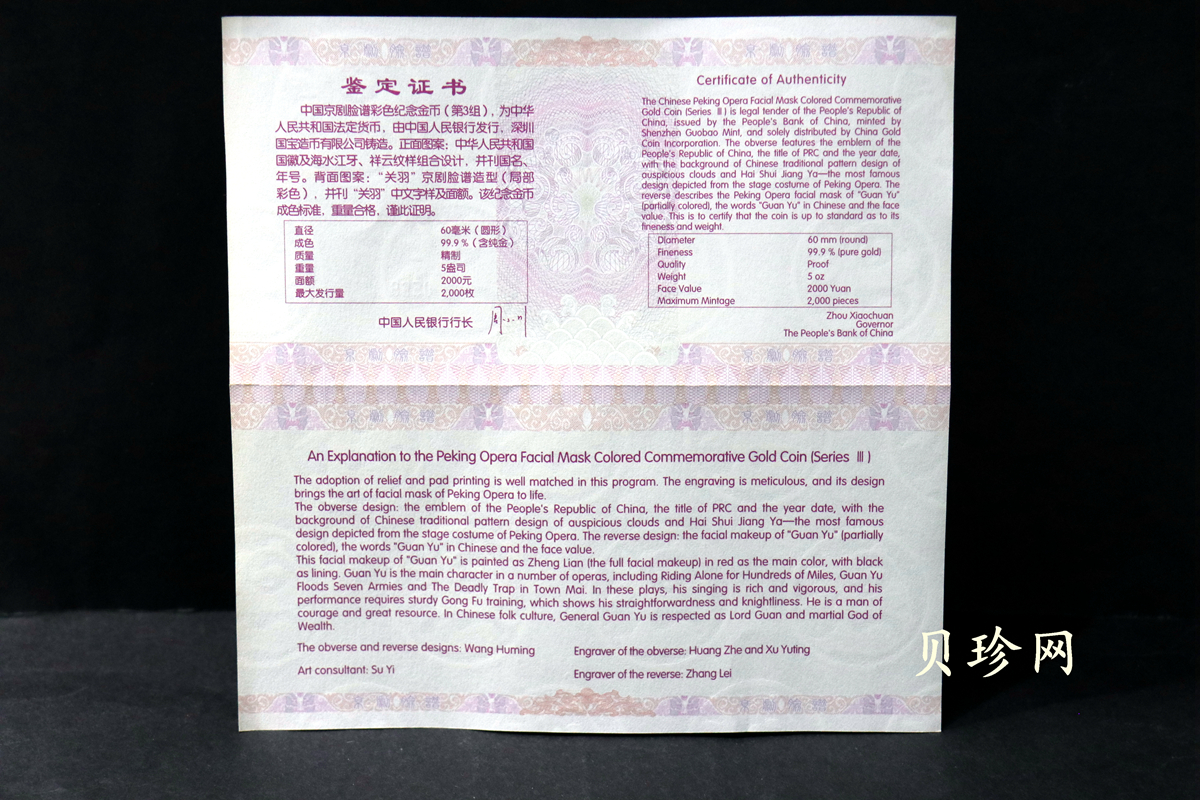 鉴定证书
中国京剧脸谱彩色纪念金币（第3组），为中华
人民共和国法定货币，由中国人民银行发行，深圳
国宝造币有限公司铸造。正面图案：中华人民共和国
国徽及海水江牙、祥云纹样组合设计，并刊国名、
年号。背面图案：“关羽”京剧脸谱造型（局部
彩色），并刊“关羽”中文字样及面额。该纪念金币
成色标准，重量合格，谨此证明。
直径 60毫米（圆形）
成色 99.9％（含纯金）
质量 精制
重量 5盎司
面额 2000元
最大发行量 2,000枚
中国人民银行行长
Certificate of Authenticity
The Chinese Peking Opera Facial Mask Colored Commemorative
Gold Coin (Series Ⅲ) is legal tender of the People's Republic of
China, issued by the People's Bank of China, minted by
Shenzhen Guobao Mint, and solely distributed by China Gold
Coin Incorporation. The obverse features the emblem of the
People's Republic of China, the title of PRC and the year date,
with the background of Chinese traditional pattern design of
auspicious clouds and Hai Shui Jiang Ya—the most famous
design depicted from the stage costume of Peking Opera. The
reverse describes the Peking Opera facial mask of "Guan Yu"
(partially colored), the words "Guan Yu" in Chinese and the face
value. This is to certify that the coin is up to standard as to its
fineness and weight.
Diameter 60 mm (round)
Fineness 99.9 % (pure gold)
Quality Proof
Weight 5 oz
Face Value 2000 Yuan
Maximum Mintage 2,000 pieces
Zhou Xiaochuan
Governor
The People's Bank of China
An Explanation to the Peking Opera Facial Mask Colored Commemorative Gold Coin (Series Ⅲ)
The adoption of relief and pad printing is well matched in this program. The engraving is meticulous, and its design
brings the art of facial mask of Peking Opera to life.
The obverse design: the emblem of the People's Republic of China, the title of PRC and the year date, with the
background of Chinese traditional pattern design of auspicious clouds and Hai Shui Jiang Ya—the most famous
design depicted from the stage costume of Peking Opera. The reverse design: the facial makeup of "Guan Yu" (partially
colored), the words "Guan Yu" in Chinese and the face value.
This facial makeup of "Guan Yu" is painted as Zheng Lian (the full facial makeup) in red as the main color, with black
as lining. Guan Yu is the main character in a number of operas, including Riding Alone for Hundreds of Miles, Guan Yu
Floods Seven Armies and The Deadly Trap in Town Mai. In these plays, his singing is rich and vigorous, and his
performance requires sturdy Gong Fu training, which shows his straightforwardness and knightliness. He is a man of
courage and great resource. In Chinese folk culture, General Guan Yu is respected as Lord Guan and martial God of
Wealth.
The obverse and reverse designs: Wang Huming
Engraver of the obverse: Huang Zhe and Xu Yuting
Art consultant: Su Yi
Engraver of the reverse: Zhang Lei
贝珍网